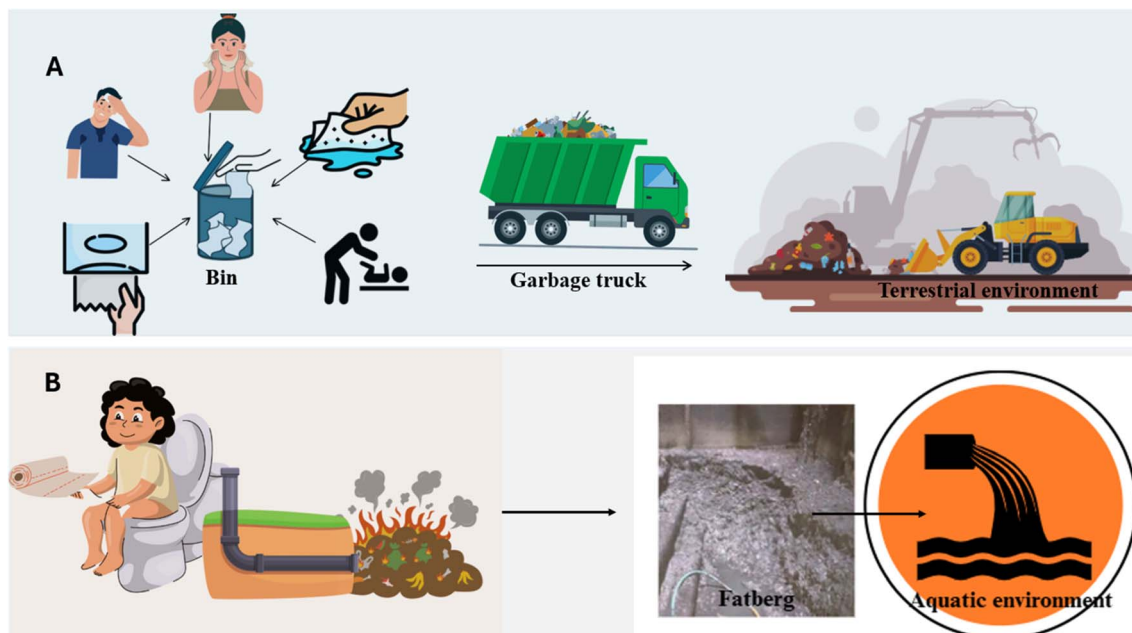 A
Bin
Garbage truck
Terrestrial environment
B
Fatberg
Aquatic environment